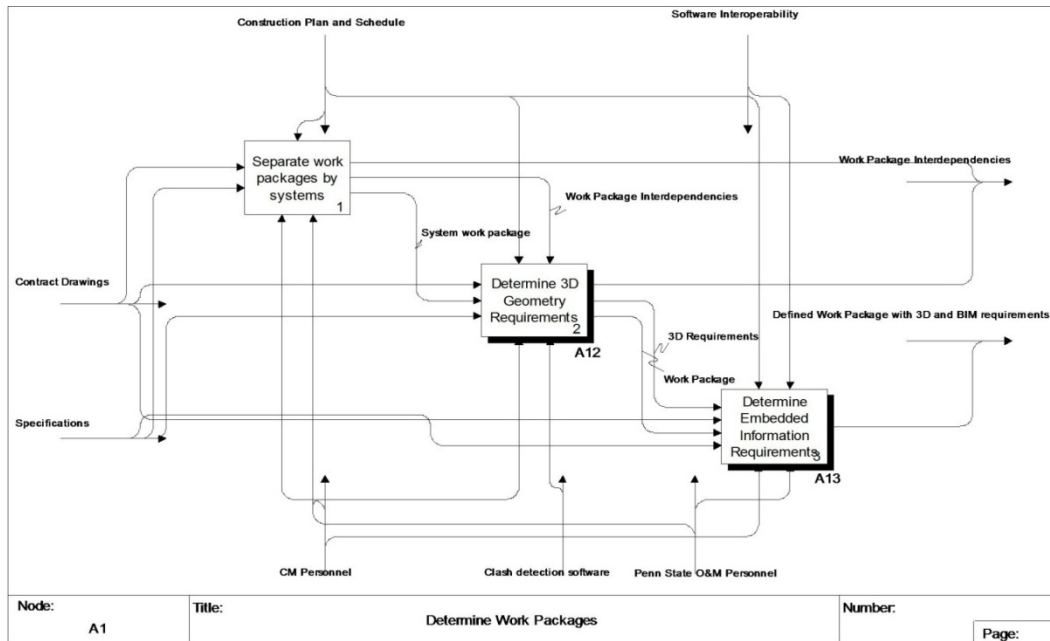 Construction Plan and Schedule
Software Interoperability
Separate work
packages by
systems
1
Work Package Interdependencies
Work Package Interdependencies
System work package
Contract Drawings
Determine 3D
Geometry
Requirements
2
A12
Defined Work Package with 3D and BIM requirements
3D Requirements
Work Package
Determine
Embedded
Information
Requirements
3
A13
Specifications
CM Personnel
Clash detection software
Penn State O&M Personnel
Node:
A1
Title:
Determine Work Packages
Number:
Page: